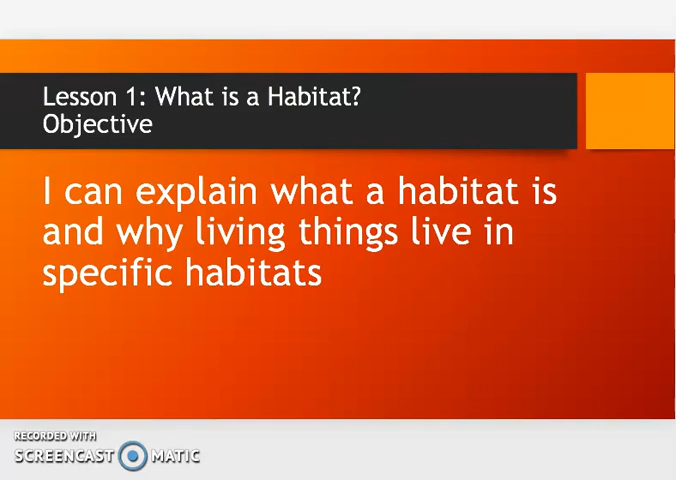 Lesson 1: What is a Habitat?
Objective
I can explain what a habitat is
and why living things live in
specific habitats
RECORDED WITH
SCREENCAST MATIC